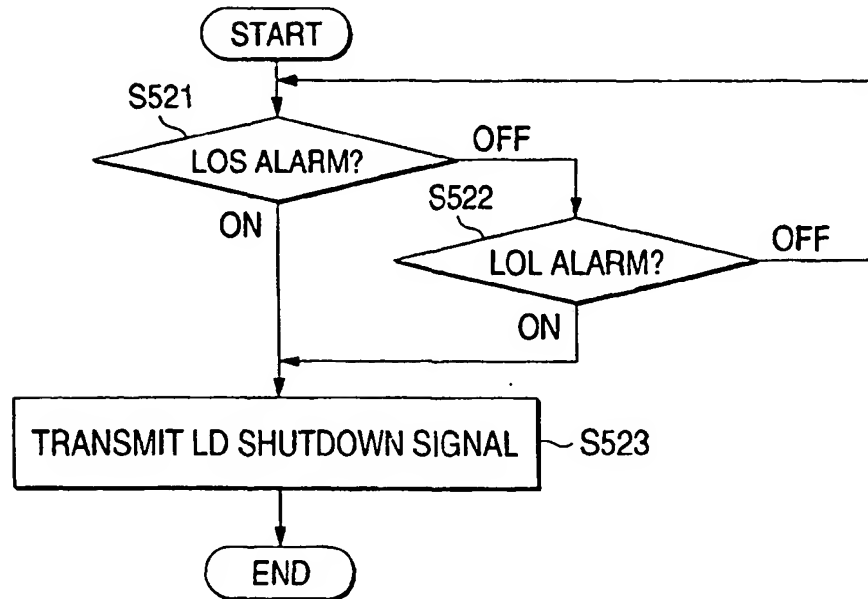 START
S521
LOS ALARM?
OFF
ON
S522
LOL ALARM?
OFF
ON
TRANSMIT LD SHUTDOWN SIGNAL
S523
END